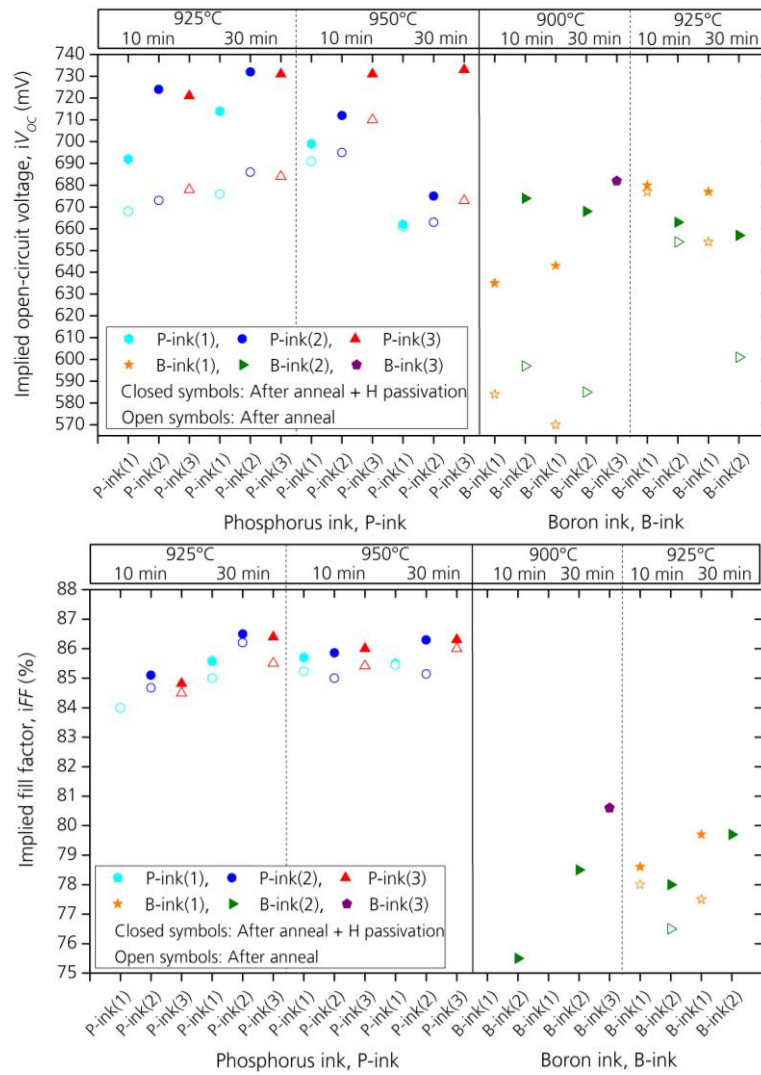 925°C 950°C 900°C 925°C
10 min 30 min 10 min 30 min 10 min 30 min 10 min 30 min
Implied open-circuit voltage, iV_OC (mV)
740
730
720
710
700
690
680
670
660
650
640
630
620
610
600
590
580
570
P-ink(1), P-ink(2), P-ink(3)
B-ink(1), B-ink(2), B-ink(3)
Closed symbols: After anneal + H passivation
Open symbols: After anneal
P-ink(1) P-ink(2) P-ink(3) P-ink(1) P-ink(2) P-ink(3) P-ink(1) P-ink(2) P-ink(3) P-ink(1) P-ink(2) P-ink(3) B-ink(1) B-ink(2) B-ink(1) B-ink(2) B-ink(3) B-ink(1) B-ink(2) B-ink(1) B-ink(2)
Phosphorus ink, P-ink Boron ink, B-ink
925°C 950°C 900°C 925°C
10 min 30 min 10 min 30 min 10 min 30 min 10 min 30 min
Implied fill factor, iFF (%)
88
87
86
85
84
83
82
81
80
79
78
77
76
75
P-ink(1), P-ink(2), P-ink(3)
B-ink(1), B-ink(2), B-ink(3)
Closed symbols: After anneal + H passivation
Open symbols: After anneal
P-ink(1) P-ink(2) P-ink(3) P-ink(1) P-ink(2) P-ink(3) P-ink(1) P-ink(2) P-ink(3) P-ink(1) P-ink(2) P-ink(3) B-ink(1) B-ink(2) B-ink(1) B-ink(2) B-ink(3) B-ink(1) B-ink(2) B-ink(1) B-ink(2)
Phosphorus ink, P-ink Boron ink, B-ink